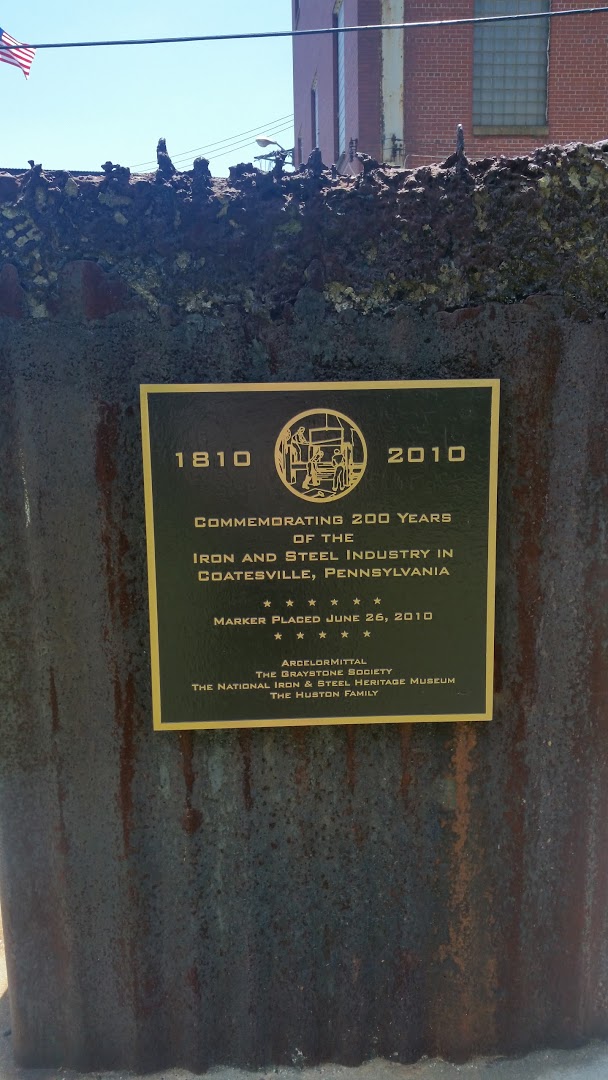 1810 2010
Commemorating 200 Years
of the
Iron and Steel Industry in
Coatesville, Pennsylvania
Marker Placed June 26, 2010
ArcelorMittal
The Graystone Society
The National Iron & Steel Heritage Museum
The Huston Family